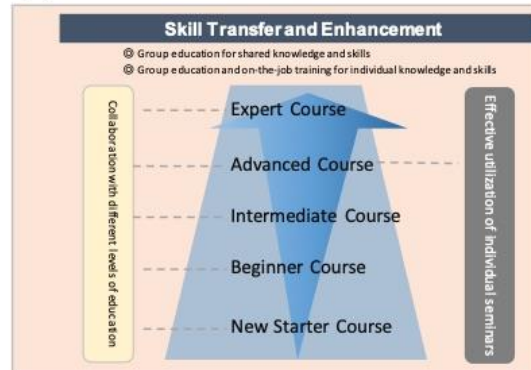 Skill Transfer and Enhancement
◎ Group education for shared knowledge and skills
◎ Group education and on-the-job training for individual knowledge and skills
Collaboration with different levels of education
Expert Course
Advanced Course
Intermediate Course
Beginner Course
New Starter Course
Effective utilization of individual seminars